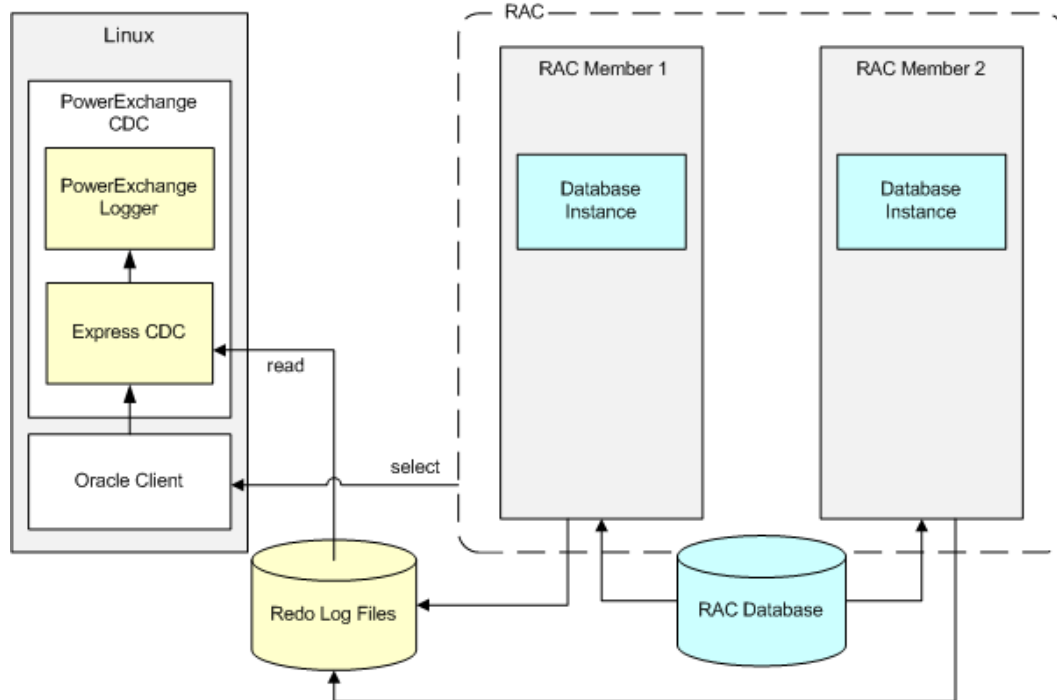 RAC
Linux
RAC Member 1
RAC Member 2
PowerExchange
CDC
PowerExchange
Logger
Database
Instance
Database
Instance
Express CDC
read
select
Oracle Client
Redo Log Files
RAC Database